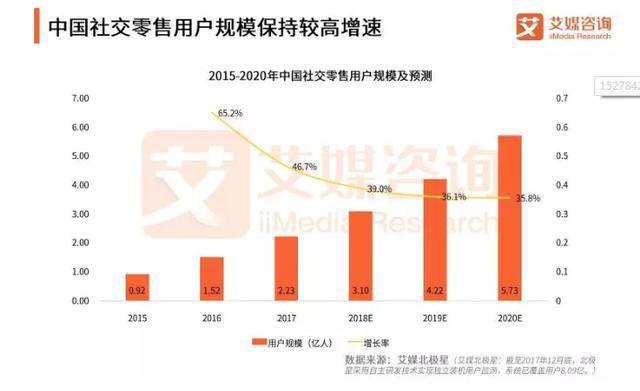 中国社交零售用户规模保持较高增速
艾媒咨询
iiMedia Research
2015-2020年中国社交零售用户规模及预测
1527842
7.00
6.00
5.00
4.00
3.00
2.00
1.00
0.00
0.7
0.6
0.5
0.4
0.3
0.2
0.1
0
65.2%
46.7%
39.0%
36.1%
35.8%
艾 艾媒咨询
iiMedia Research
0.92 1.52 2.23 3.10 4.22 5.73
2015 2016 2017 2018E 2019E 2020E
用户规模（亿人） 增长率
数据来源：艾媒北极星（艾媒北极星：截至2017年12月底，北极
星采用自主研发技术实现独立装机用户监测，系统已覆盖用户8.09亿。）